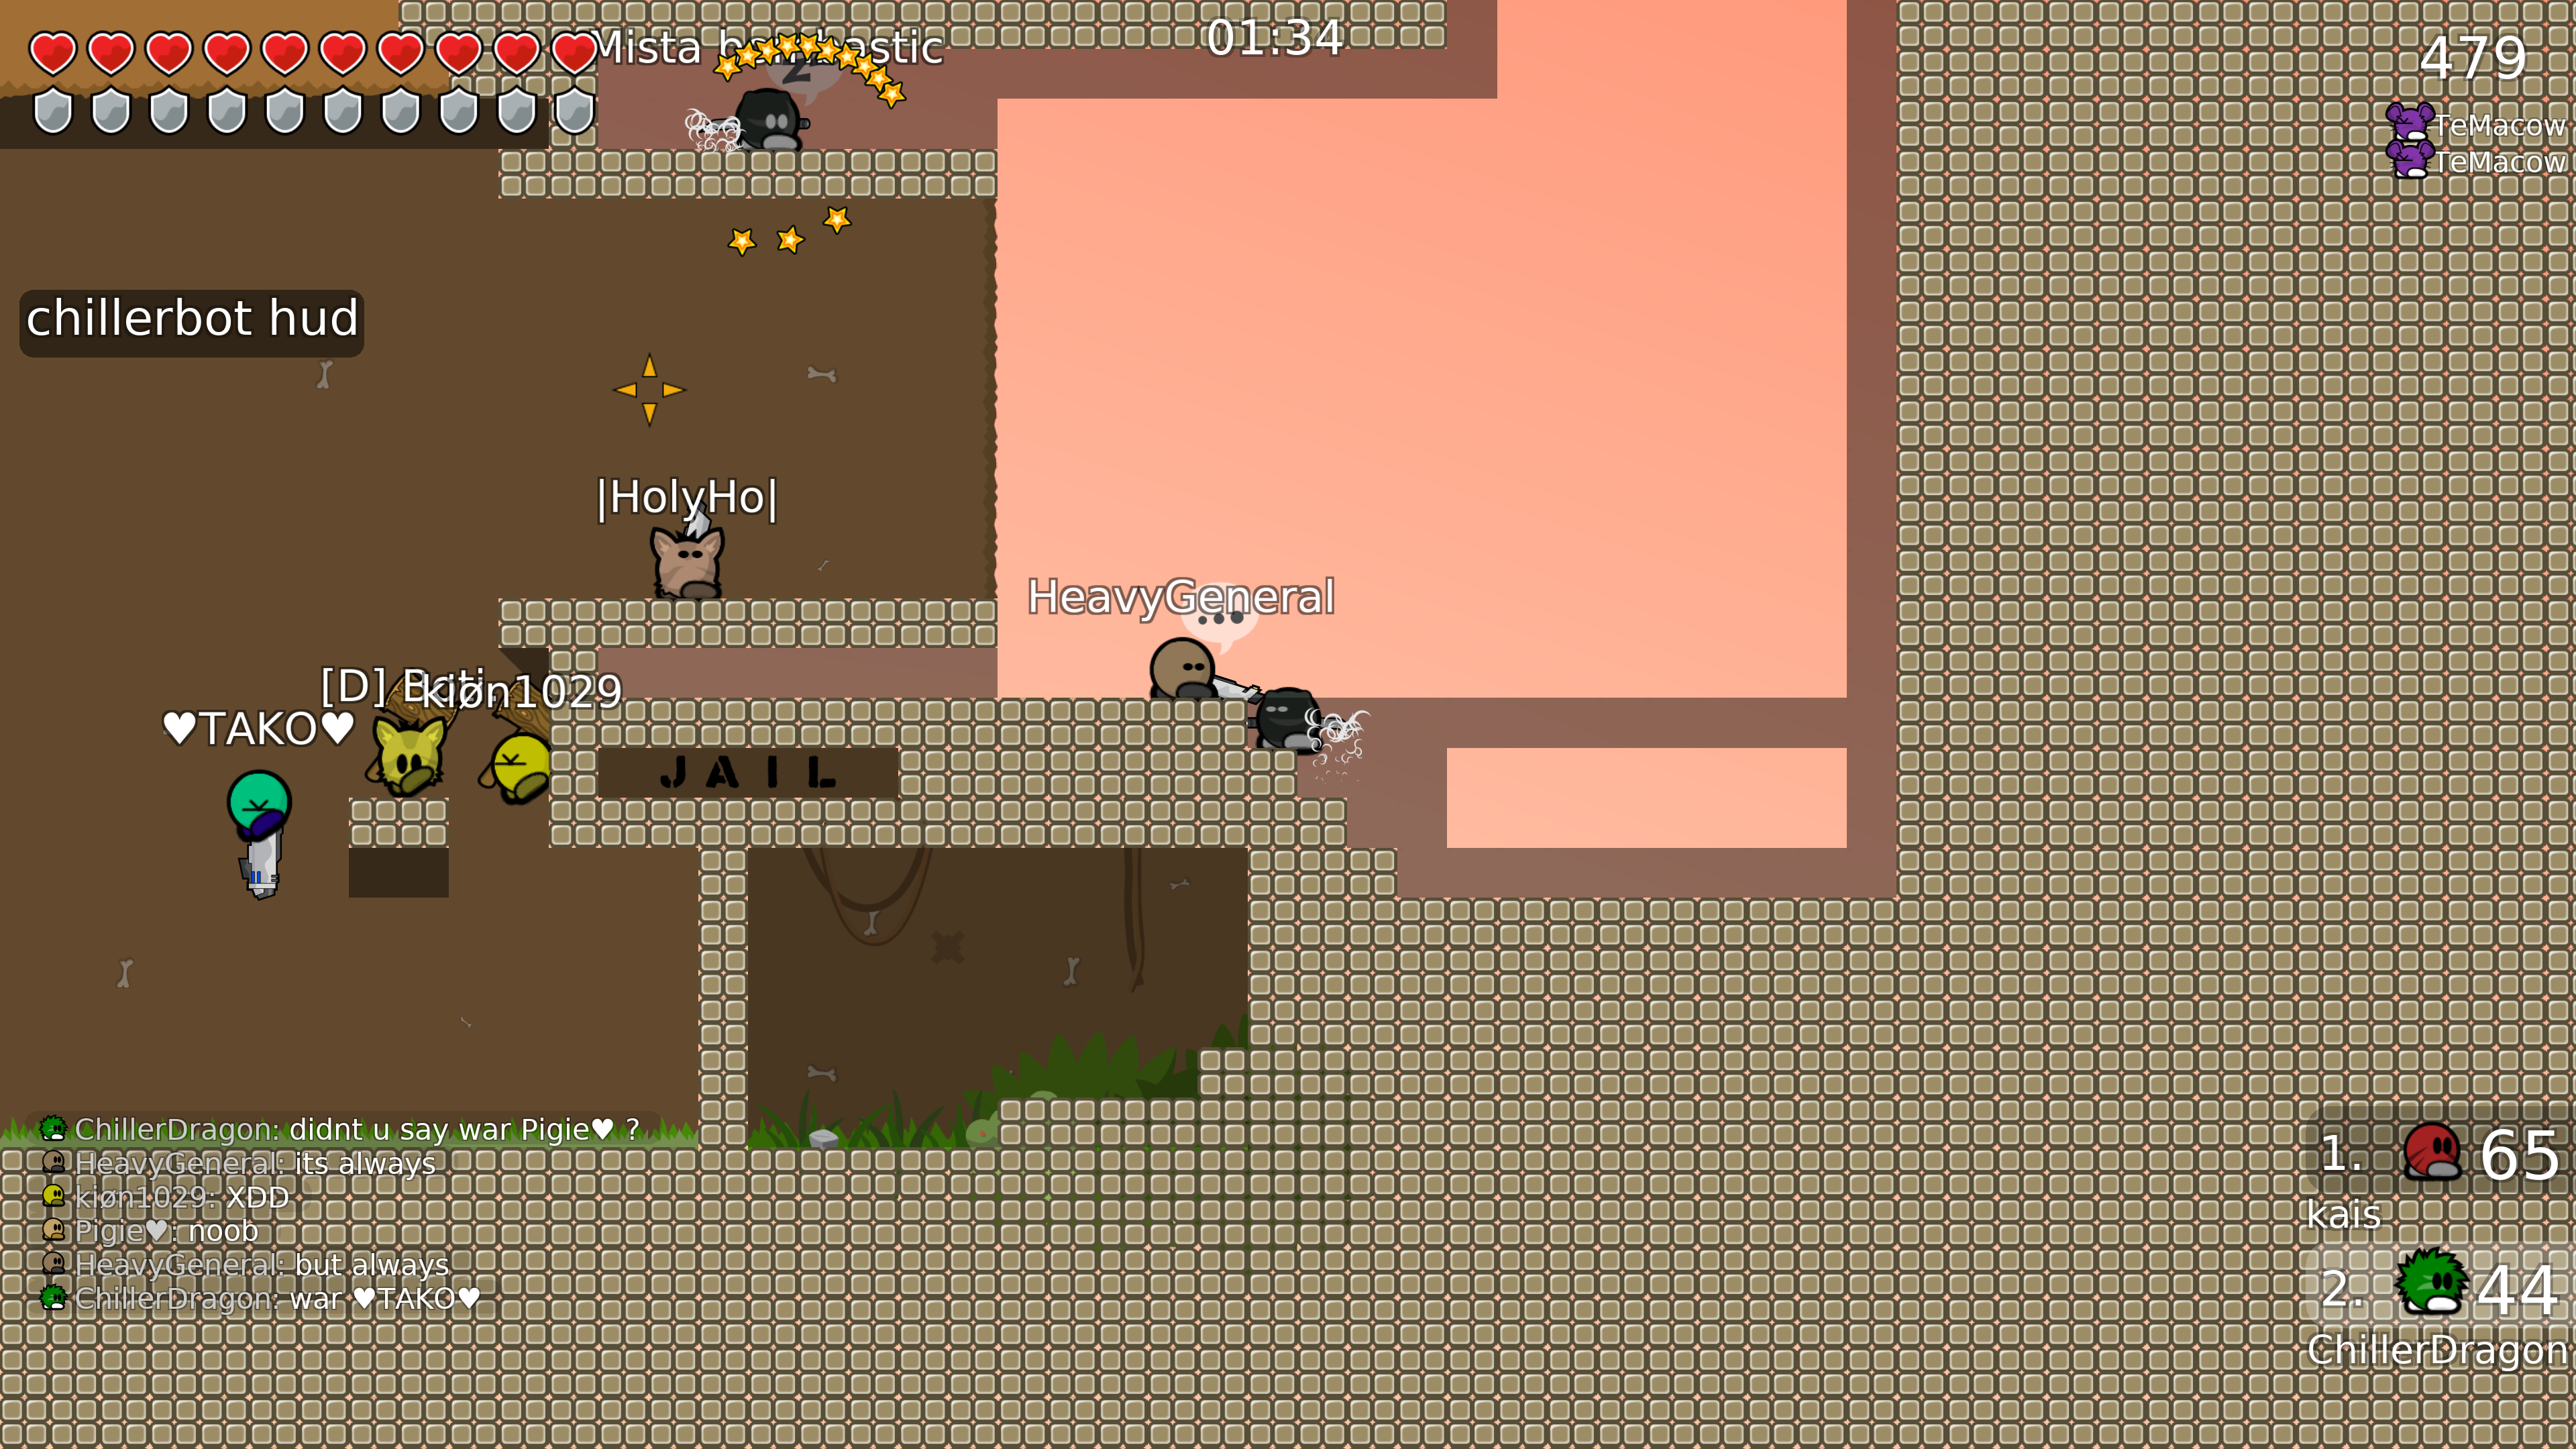 Mista bombastic
01:34
479
TeMacow
TeMacow
chillerbot hud
|HolyHo|
HeavyGeneral
kiøn1029
♥TAKO♥
JAIL
ChillerDragon: didnt u say war Pigie♥ ?
HeavyGeneral: its always
kiøn1029: XDD
Pigie♥: noob
HeavyGeneral: but always
ChillerDragon: war ♥TAKO♥
1. 65
kais
2. 44
ChillerDragon